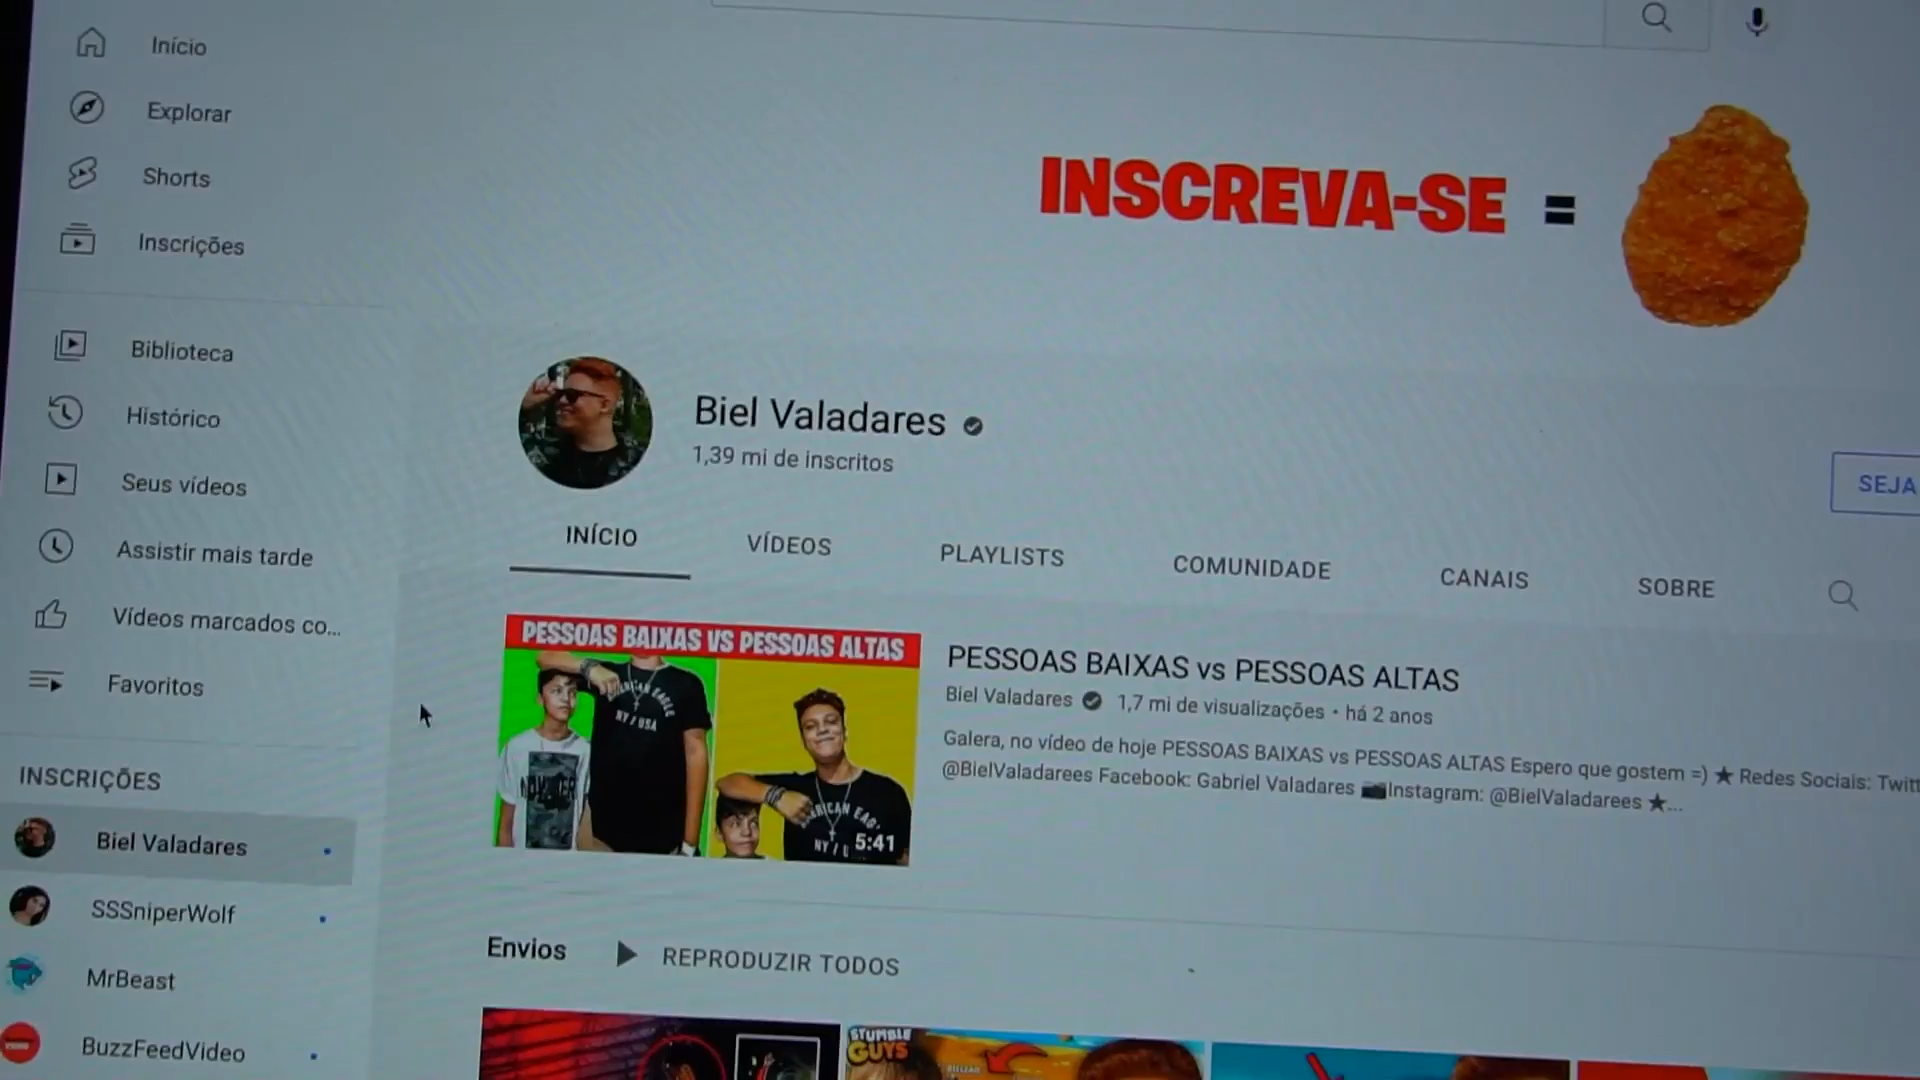 Início
Explorar
Shorts
Inscrições
Biblioteca
Histórico
Seus vídeos
Assistir mais tarde
Vídeos marcados co...
Favoritos
INSCRIÇÕES
Biel Valadares
SSSniperWolf
MrBeast
BuzzFeedVideo
INSCREVA-SE =
Biel Valadares
1,39 mi de inscritos
SEJA
INÍCIO VÍDEOS PLAYLISTS COMUNIDADE CANAIS SOBRE
PESSOAS BAIXAS VS PESSOAS ALTAS
NY / USA
5:41
PESSOAS BAIXAS vs PESSOAS ALTAS
Biel Valadares 1,7 mi de visualizações • há 2 anos
Galera, no vídeo de hoje PESSOAS BAIXAS vs PESSOAS ALTAS Espero que gostem =) ★ Redes Sociais: Twitt
@BielValadarees Facebook: Gabriel Valadares 📷Instagram: @BielValadarees ★...
Envios REPRODUZIR TODOS
STUMBLE
GUYS